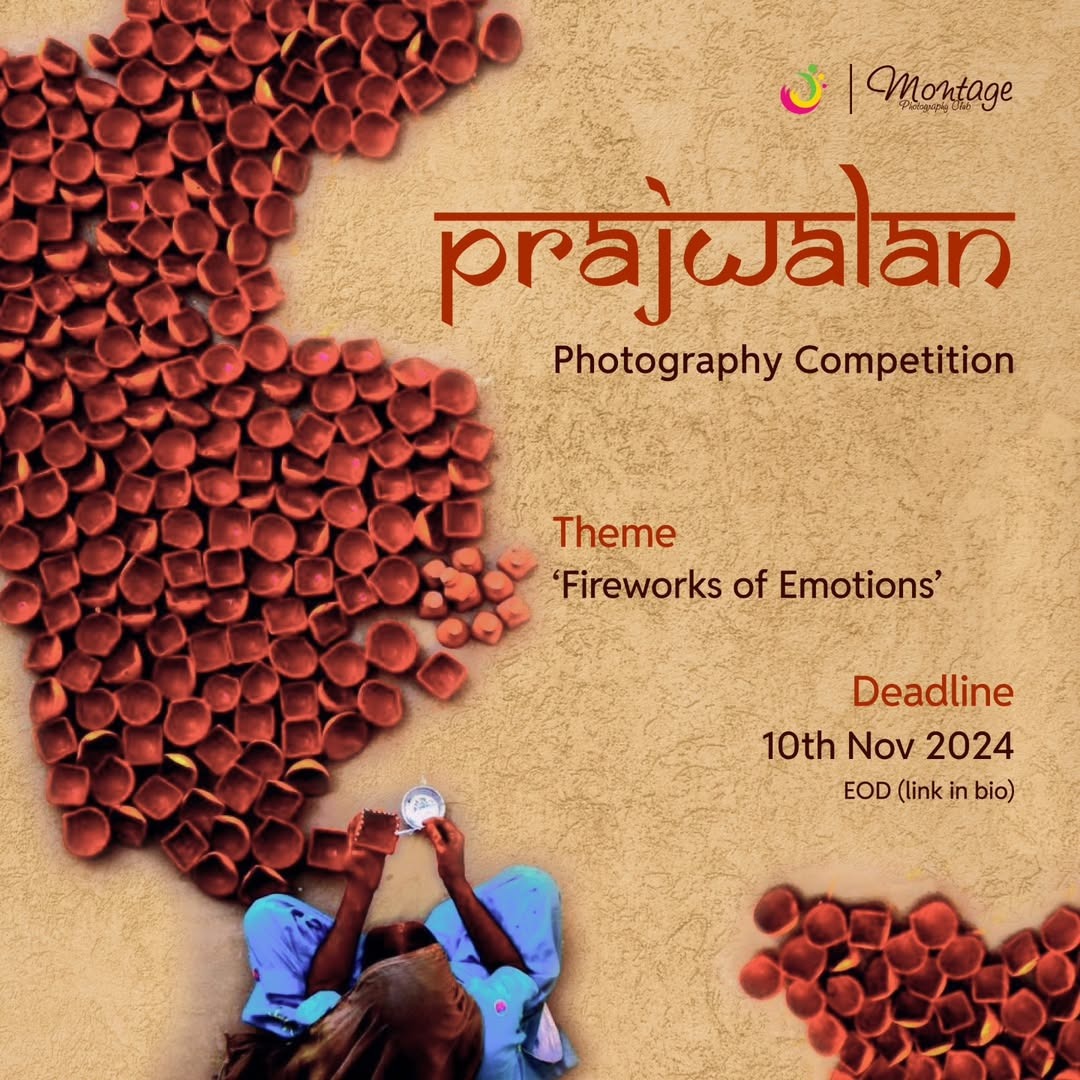 Montage
Photography Club
prajwalan
Photography Competition
Theme
‘Fireworks of Emotions’
Deadline
10th Nov 2024
EOD (link in bio)